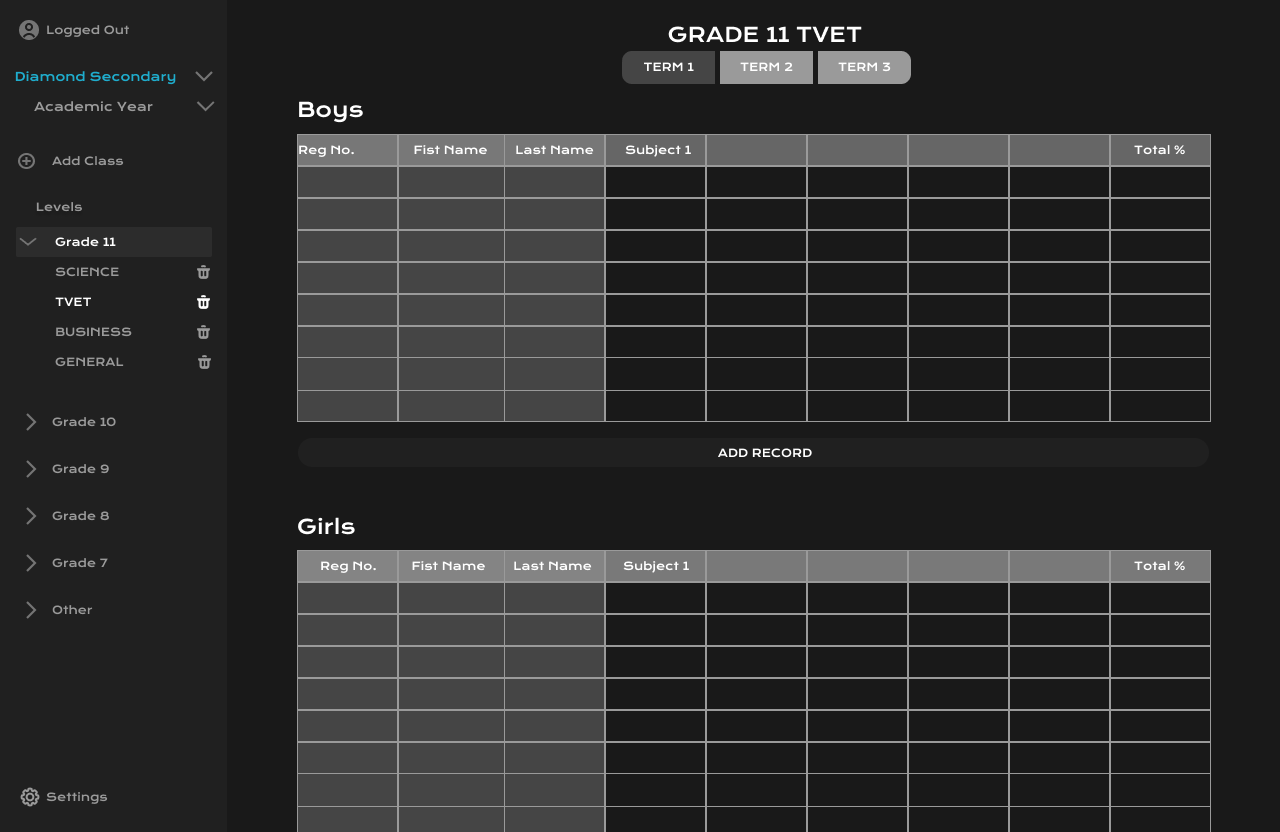 Logged Out
Diamond Secondary
Academic Year
Add Class
Levels
Grade 11
SCIENCE
TVET
BUSINESS
GENERAL
Grade 10
Grade 9
Grade 8
Grade 7
Other
Settings
GRADE 11 TVET
TERM 1 TERM 2 TERM 3
Boys
Reg No. Fist Name Last Name Subject 1 Total %
ADD RECORD
Girls
Reg No. Fist Name Last Name Subject 1 Total %